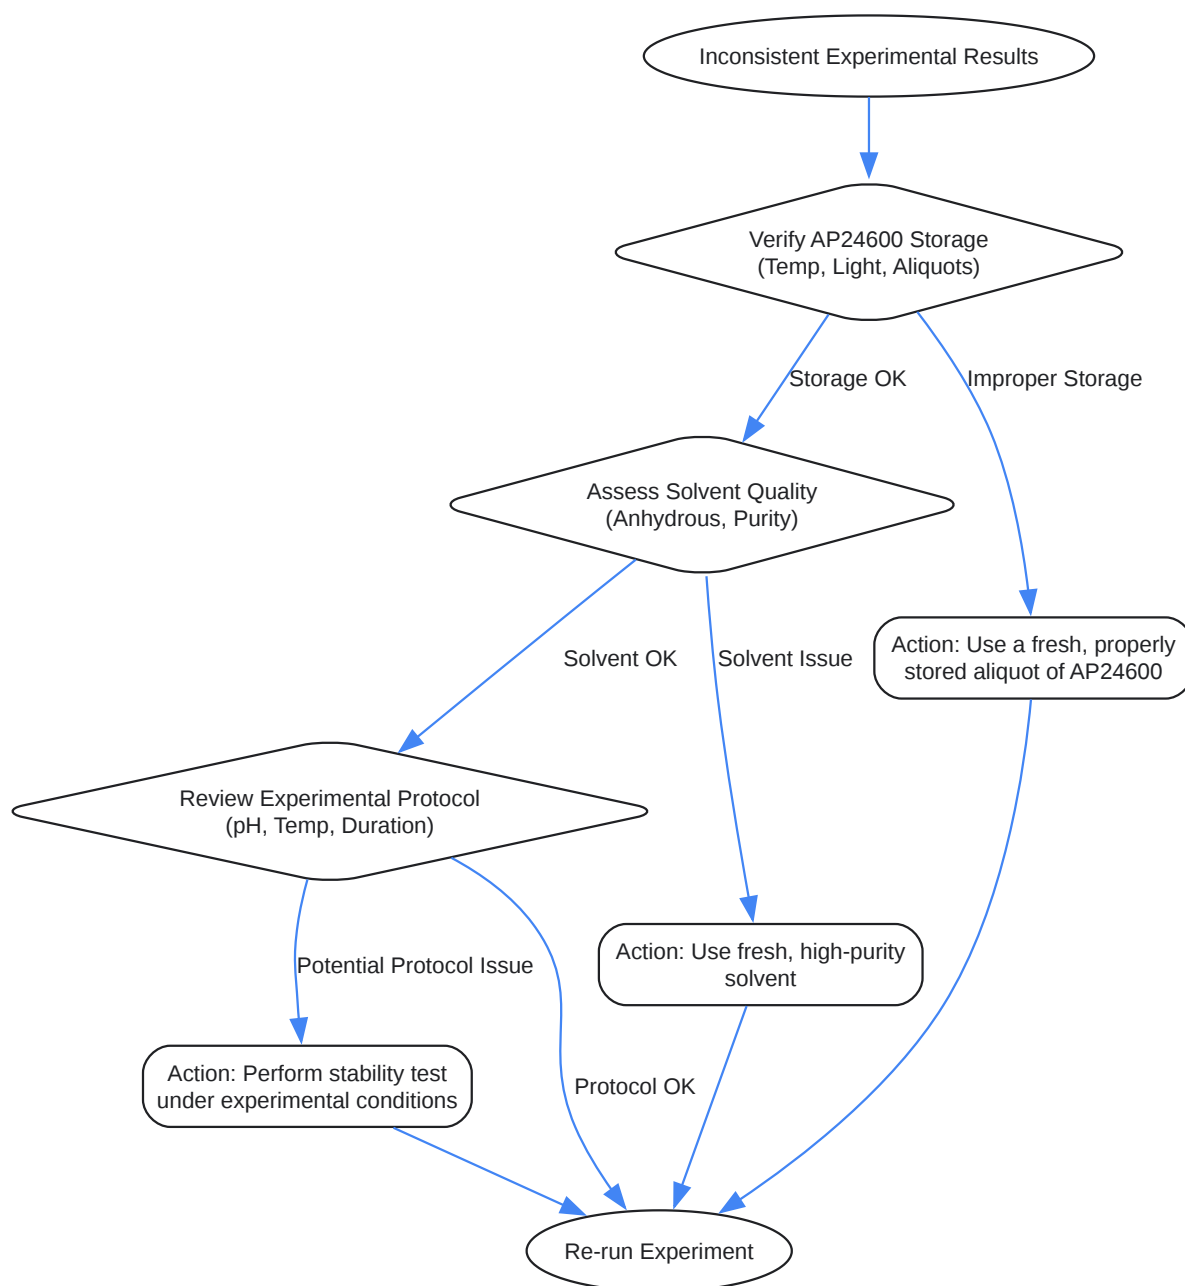 Inconsistent Experimental Results
Verify AP24600 Storage
(Temp, Light, Aliquots)
Storage OK
Improper Storage
Assess Solvent Quality
(Anhydrous, Purity)
Solvent OK
Solvent Issue
Action: Use a fresh, properly
stored aliquot of AP24600
Review Experimental Protocol
(pH, Temp, Duration)
Potential Protocol Issue
Action: Use fresh, high-purity
solvent
Action: Perform stability test
under experimental conditions
Protocol OK
Re-run Experiment